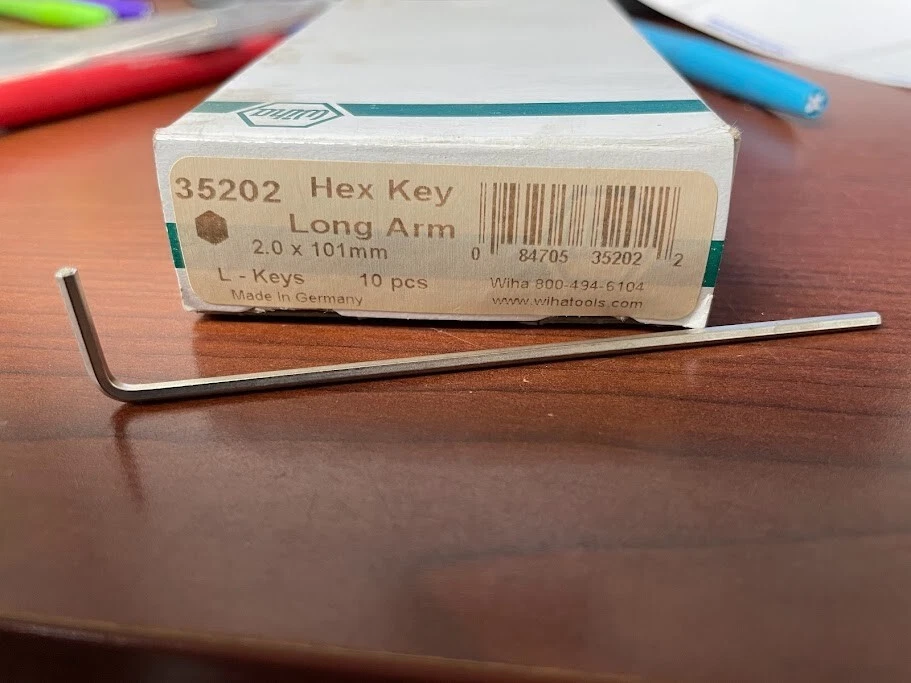 wiha
35202 Hex Key
Long Arm
2.0 x 101mm
L - Keys 10 pcs
Made in Germany
0 84705 35202 2
Wiha 800-494-6104
www.wihatools.com